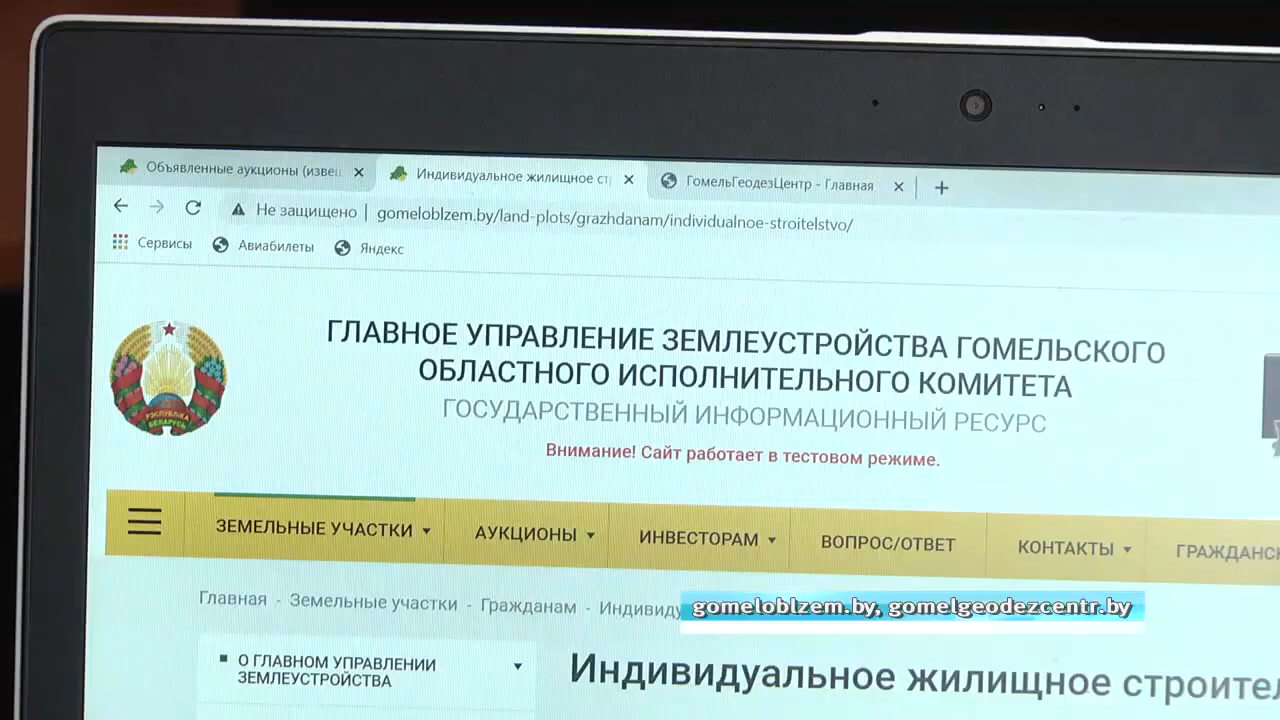 Объявленные аукционы (извещ
Индивидуальное жилищное ст
ГомельГеодезЦентр - Главная
Не защищено | gomeloblzem.by/land-plots/grazhdanam/individualnoe-stroitelstvo/
Сервисы Авиабилеты Яндекс
ГЛАВНОЕ УПРАВЛЕНИЕ ЗЕМЛЕУСТРОЙСТВА ГОМЕЛЬСКОГО
ОБЛАСТНОГО ИСПОЛНИТЕЛЬНОГО КОМИТЕТА
ГОСУДАРСТВЕННЫЙ ИНФОРМАЦИОННЫЙ РЕСУРС
Внимание! Сайт работает в тестовом режиме.
РЭСПУБЛІКА
БЕЛАРУСЬ
ЗЕМЕЛЬНЫЕ УЧАСТКИ АУКЦИОНЫ ИНВЕСТОРАМ ВОПРОС/ОТВЕТ КОНТАКТЫ ГРАЖДАНСК
Главная - Земельные участки - Гражданам - Индивиду
gomeloblzem.by, gomelgeodezcentr.by
О ГЛАВНОМ УПРАВЛЕНИИ
ЗЕМЛЕУСТРОЙСТВА
Индивидуальное жилищное строител